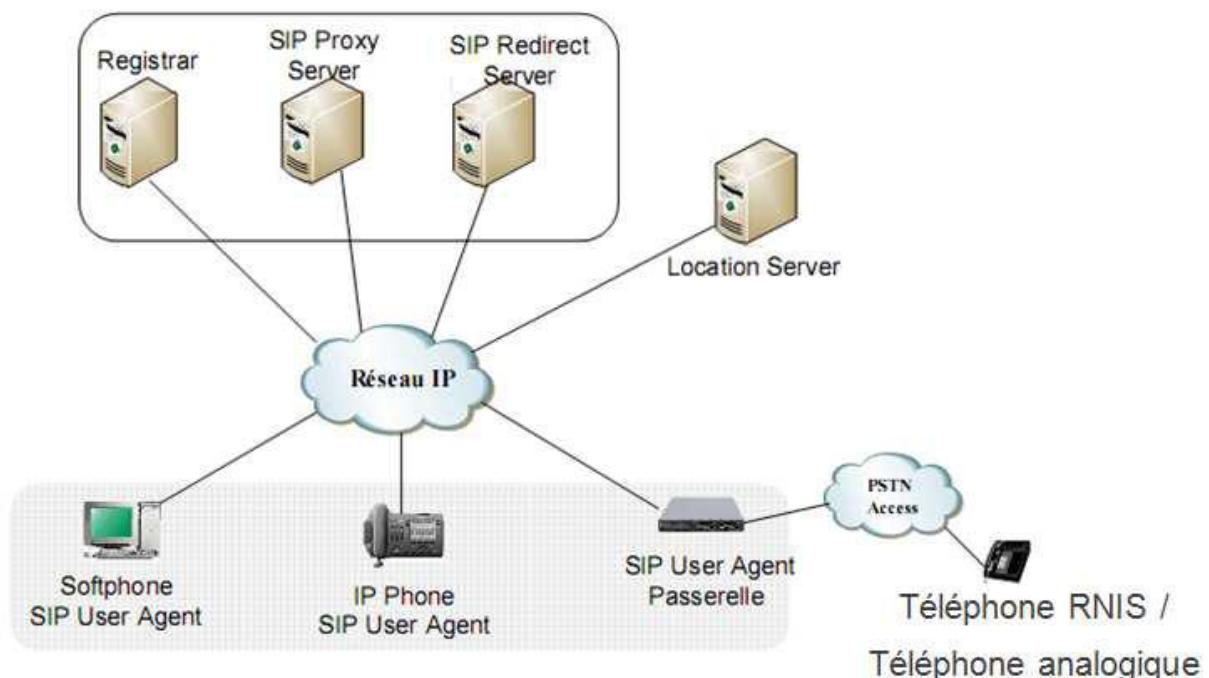 Registrar
SIP Proxy
Server
SIP Redirect
Server
Location Server
Réseau IP
PSTN
Access
Softphone
SIP User Agent
IP Phone
SIP User Agent
SIP User Agent
Passerelle
Téléphone RNIS /
Téléphone analogique